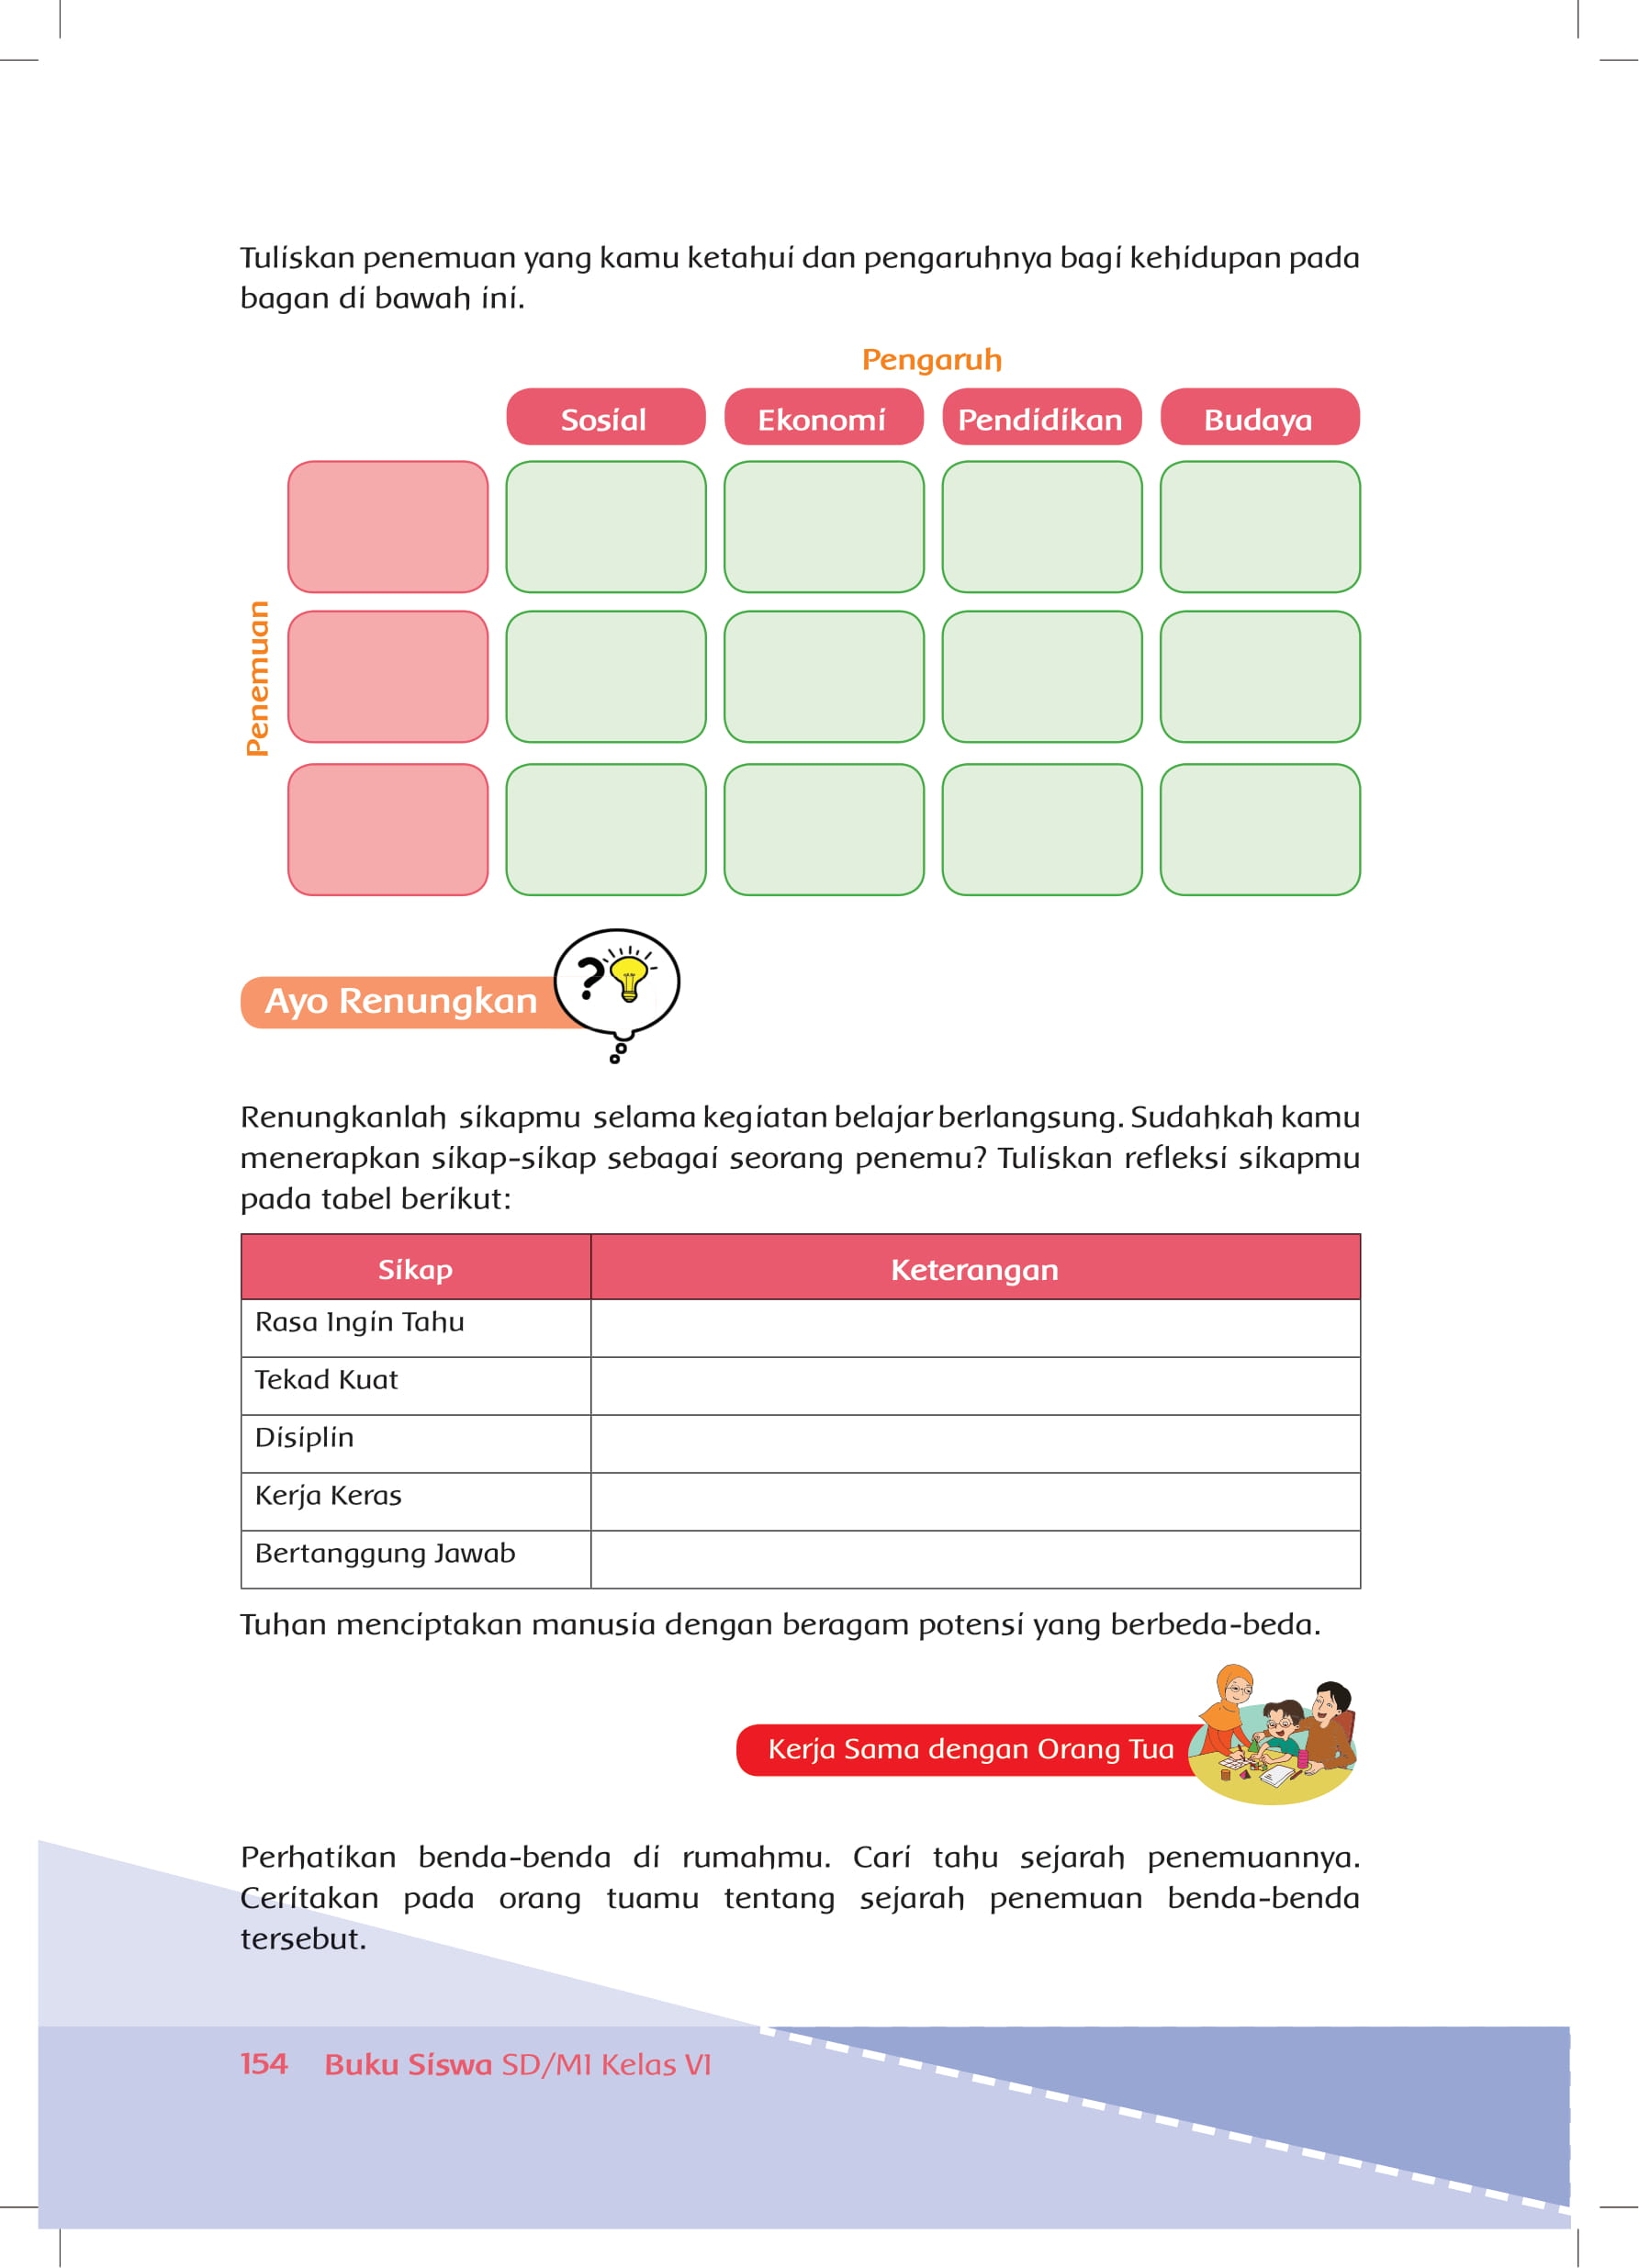 Tuliskan penemuan yang kamu ketahui dan pengaruhnya bagi kehidupan pada
bagan di bawah ini.
Pengaruh
Sosial Ekonomi Pendidikan Budaya
Penemuan
Ayo Renungkan
?
Renungkanlah sikapmu selama kegiatan belajar berlangsung. Sudahkah kamu
menerapkan sikap-sikap sebagai seorang penemu? Tuliskan refleksi sikapmu
pada tabel berikut:
Sikap Keterangan
Rasa Ingin Tahu
Tekad Kuat
Disiplin
Kerja Keras
Bertanggung Jawab
Tuhan menciptakan manusia dengan beragam potensi yang berbeda-beda.
Kerja Sama dengan Orang Tua
Perhatikan benda-benda di rumahmu. Cari tahu sejarah penemuannya.
Ceritakan pada orang tuamu tentang sejarah penemuan benda-benda
tersebut.
154 Buku Siswa SD/MI Kelas VI